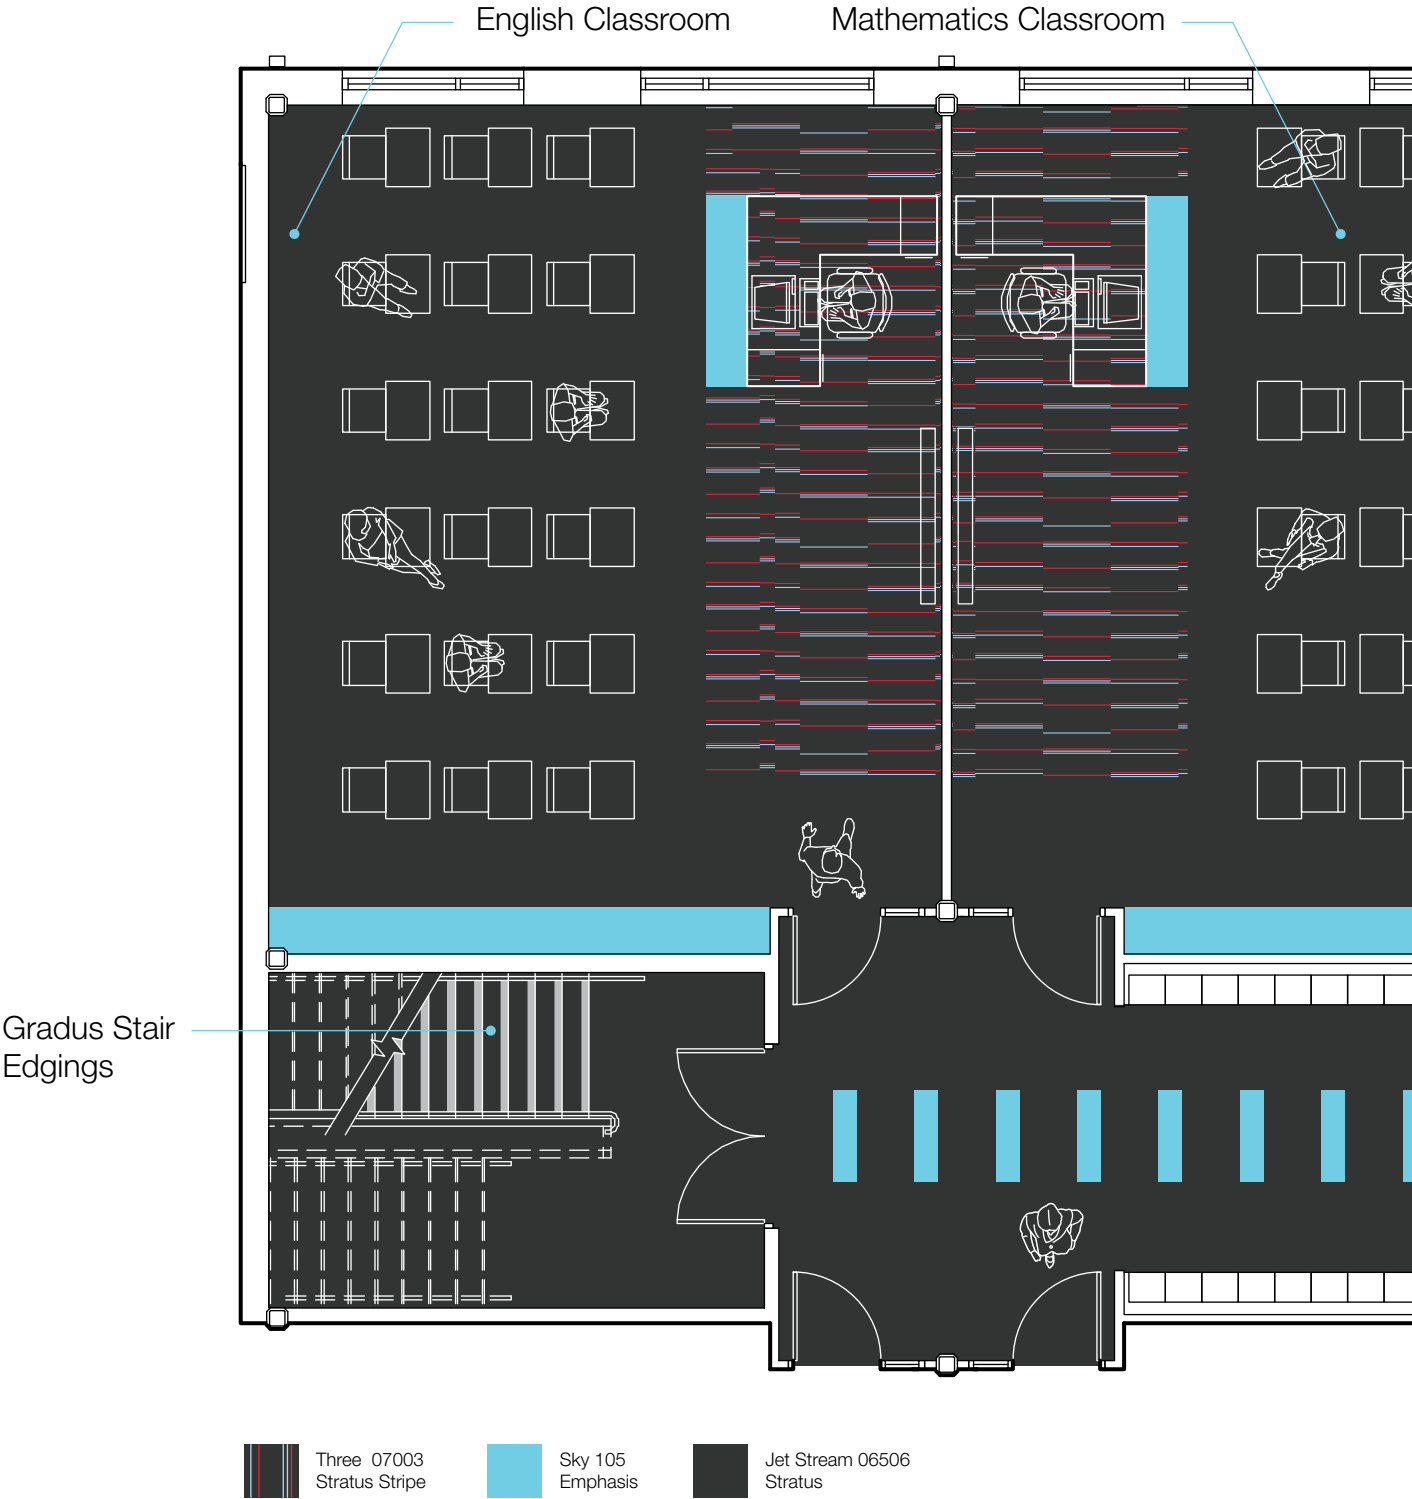 English Classroom
Mathematics Classroom
Gradus Stair
Edgings
Three 07003
Stratus Stripe
Sky 105
Emphasis
Jet Stream 06506
Stratus